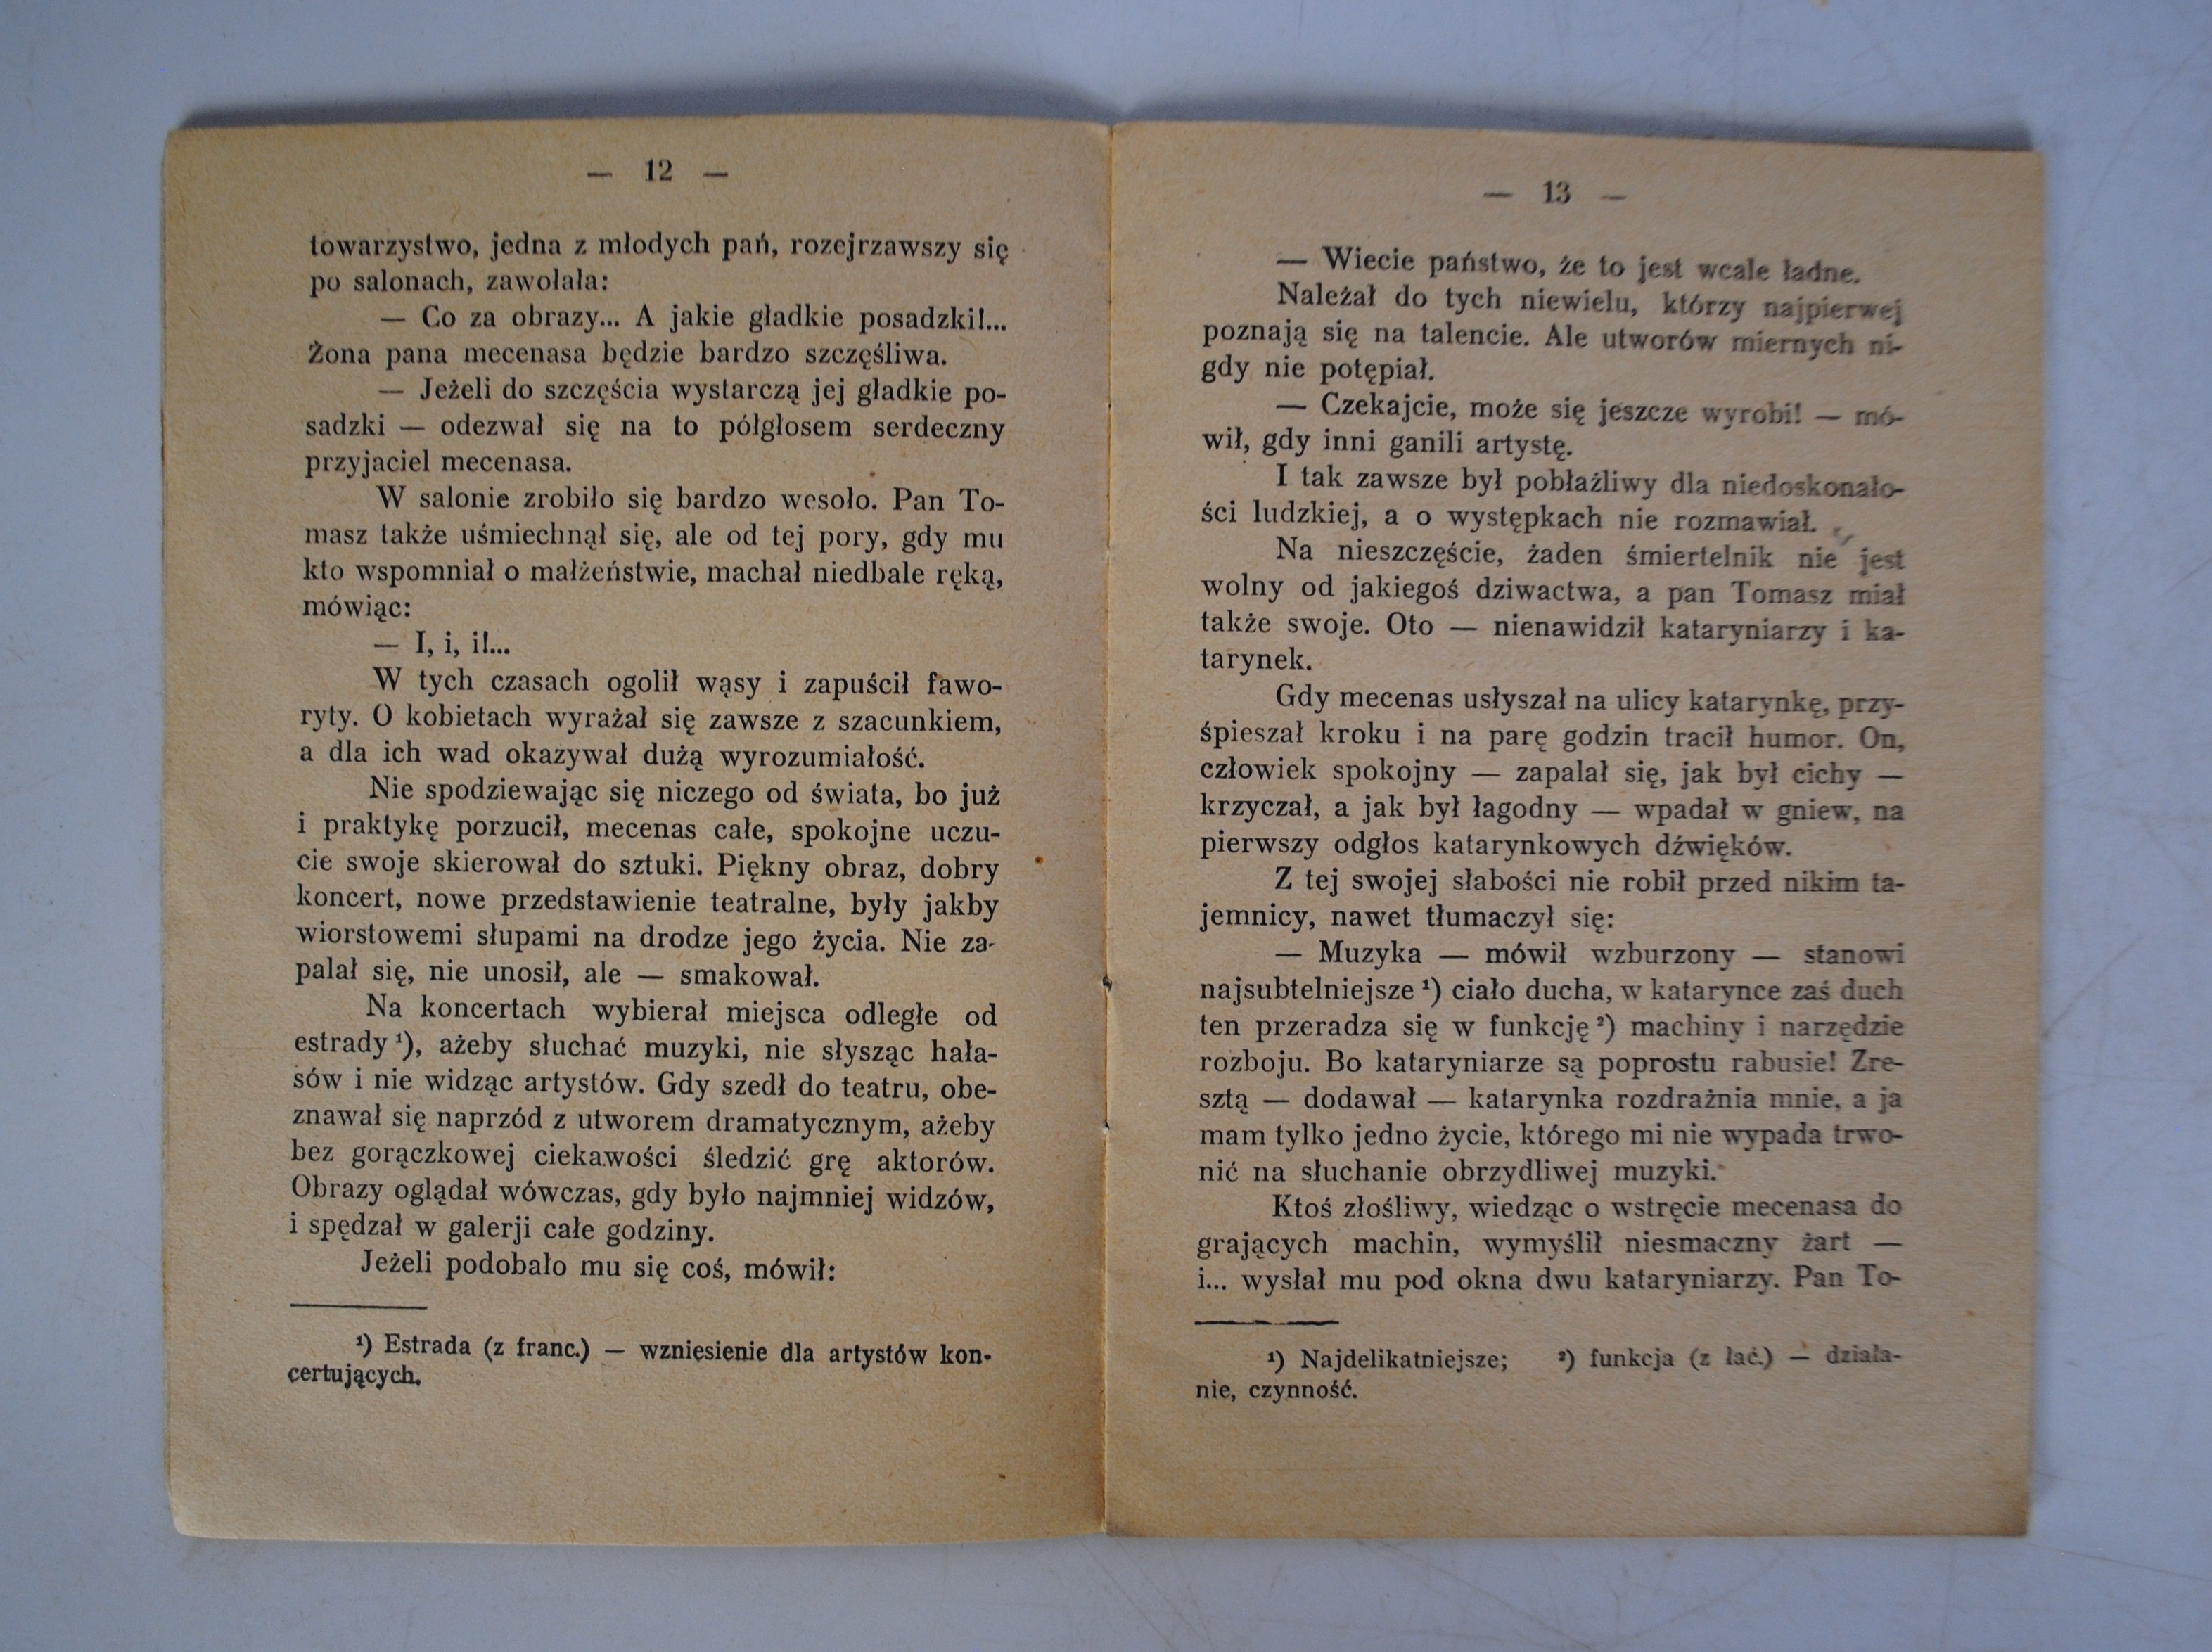 — 12 —
towarzystwo, jedna z młodych pań, rozejrzawszy się
po salonach, zawołała:
— Co za obrazy... A jakie gładkie posadzki!...
Żona pana mecenasa będzie bardzo szczęśliwa.
— Jeżeli do szczęścia wystarczą jej gładkie po-
sadzki — odezwał się na to półgłosem serdeczny
przyjaciel mecenasa.
W salonie zrobiło się bardzo wesoło. Pan To-
masz także uśmiechnął się, ale od tej pory, gdy mu
kto wspomniał o małżeństwie, machał niedbale ręką,
mówiąc:
— I, i, i!...
W tych czasach ogolił wąsy i zapuścił fawo-
ryty. O kobietach wyrażał się zawsze z szacunkiem,
a dla ich wad okazywał dużą wyrozumiałość.
Nie spodziewając się niczego od świata, bo już
i praktykę porzucił, mecenas całe, spokojne uczu-
cie swoje skierował do sztuki. Piękny obraz, dobry
koncert, nowe przedstawienie teatralne, były jakby
wiorstowemi słupami na drodze jego życia. Nie za-
palał się, nie unosił, ale — smakował.
Na koncertach wybierał miejsca odległe od
estrady ¹), ażeby słuchać muzyki, nie słysząc hała-
sów i nie widząc artystów. Gdy szedł do teatru, obe-
znawał się naprzód z utworem dramatycznym, ażeby
bez gorączkowej ciekawości śledzić grę aktorów.
Obrazy oglądał wówczas, gdy było najmniej widzów,
i spędzał w galerji całe godziny.
Jeżeli podobało mu się coś, mówił:
¹) Estrada (z franc.) — wzniesienie dla artystów kon-
certujących.
— 13 —
— Wiecie państwo, że to jest wcale ładne.
Należał do tych niewielu, którzy najpierwej
poznają się na talencie. Ale utworów miernych ni-
gdy nie potępiał.
— Czekajcie, może się jeszcze wyrobi! — mó-
wił, gdy inni ganili artystę.
I tak zawsze był pobłażliwy dla niedoskonało-
ści ludzkiej, a o występkach nie rozmawiał.
Na nieszczęście, żaden śmiertelnik nie jest
wolny od jakiegoś dziwactwa, a pan Tomasz miał
także swoje. Oto — nienawidził kataryniarzy i ka-
tarynek.
Gdy mecenas usłyszał na ulicy katarynkę, przy-
śpieszał kroku i na parę godzin tracił humor. On,
człowiek spokojny — zapalał się, jak był cichy —
krzyczał, a jak był łagodny — wpadał w gniew, na
pierwszy odgłos katarynkowych dźwięków.
Z tej swojej słabości nie robił przed nikim ta-
jemnicy, nawet tłumaczył się:
— Muzyka — mówił wzburzony — stanowi
najsubtelniejsze ¹) ciało ducha, w katarynce zaś duch
ten przeradza się w funkcję ²) machiny i narzędzie
rozboju. Bo kataryniarze są poprostu rabusie! Zre-
sztą — dodawał — katarynka rozdrażnia mnie, a ja
mam tylko jedno życie, którego mi nie wypada trwo-
nić na słuchanie obrzydliwej muzyki.
Ktoś złośliwy, wiedząc o wstręcie mecenasa do
grających machin, wymyślił niesmaczny żart —
i... wysłał mu pod okna dwu kataryniarzy. Pan To-
¹) Najdelikatniejsze; ²) funkcja (z łać.) — działa-
nie, czynność.